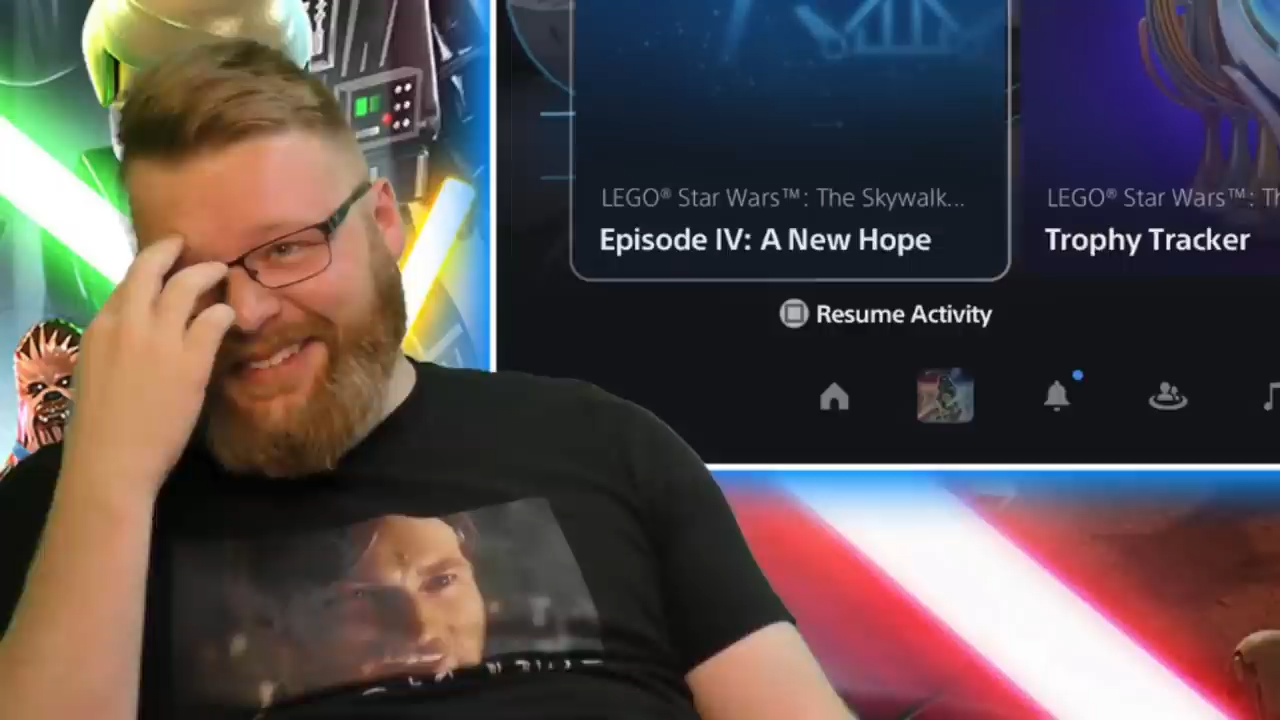 LEGO® Star Wars™: The Skywalk...
Episode IV: A New Hope
LEGO® Star Wars™: Th
Trophy Tracker
Resume Activity